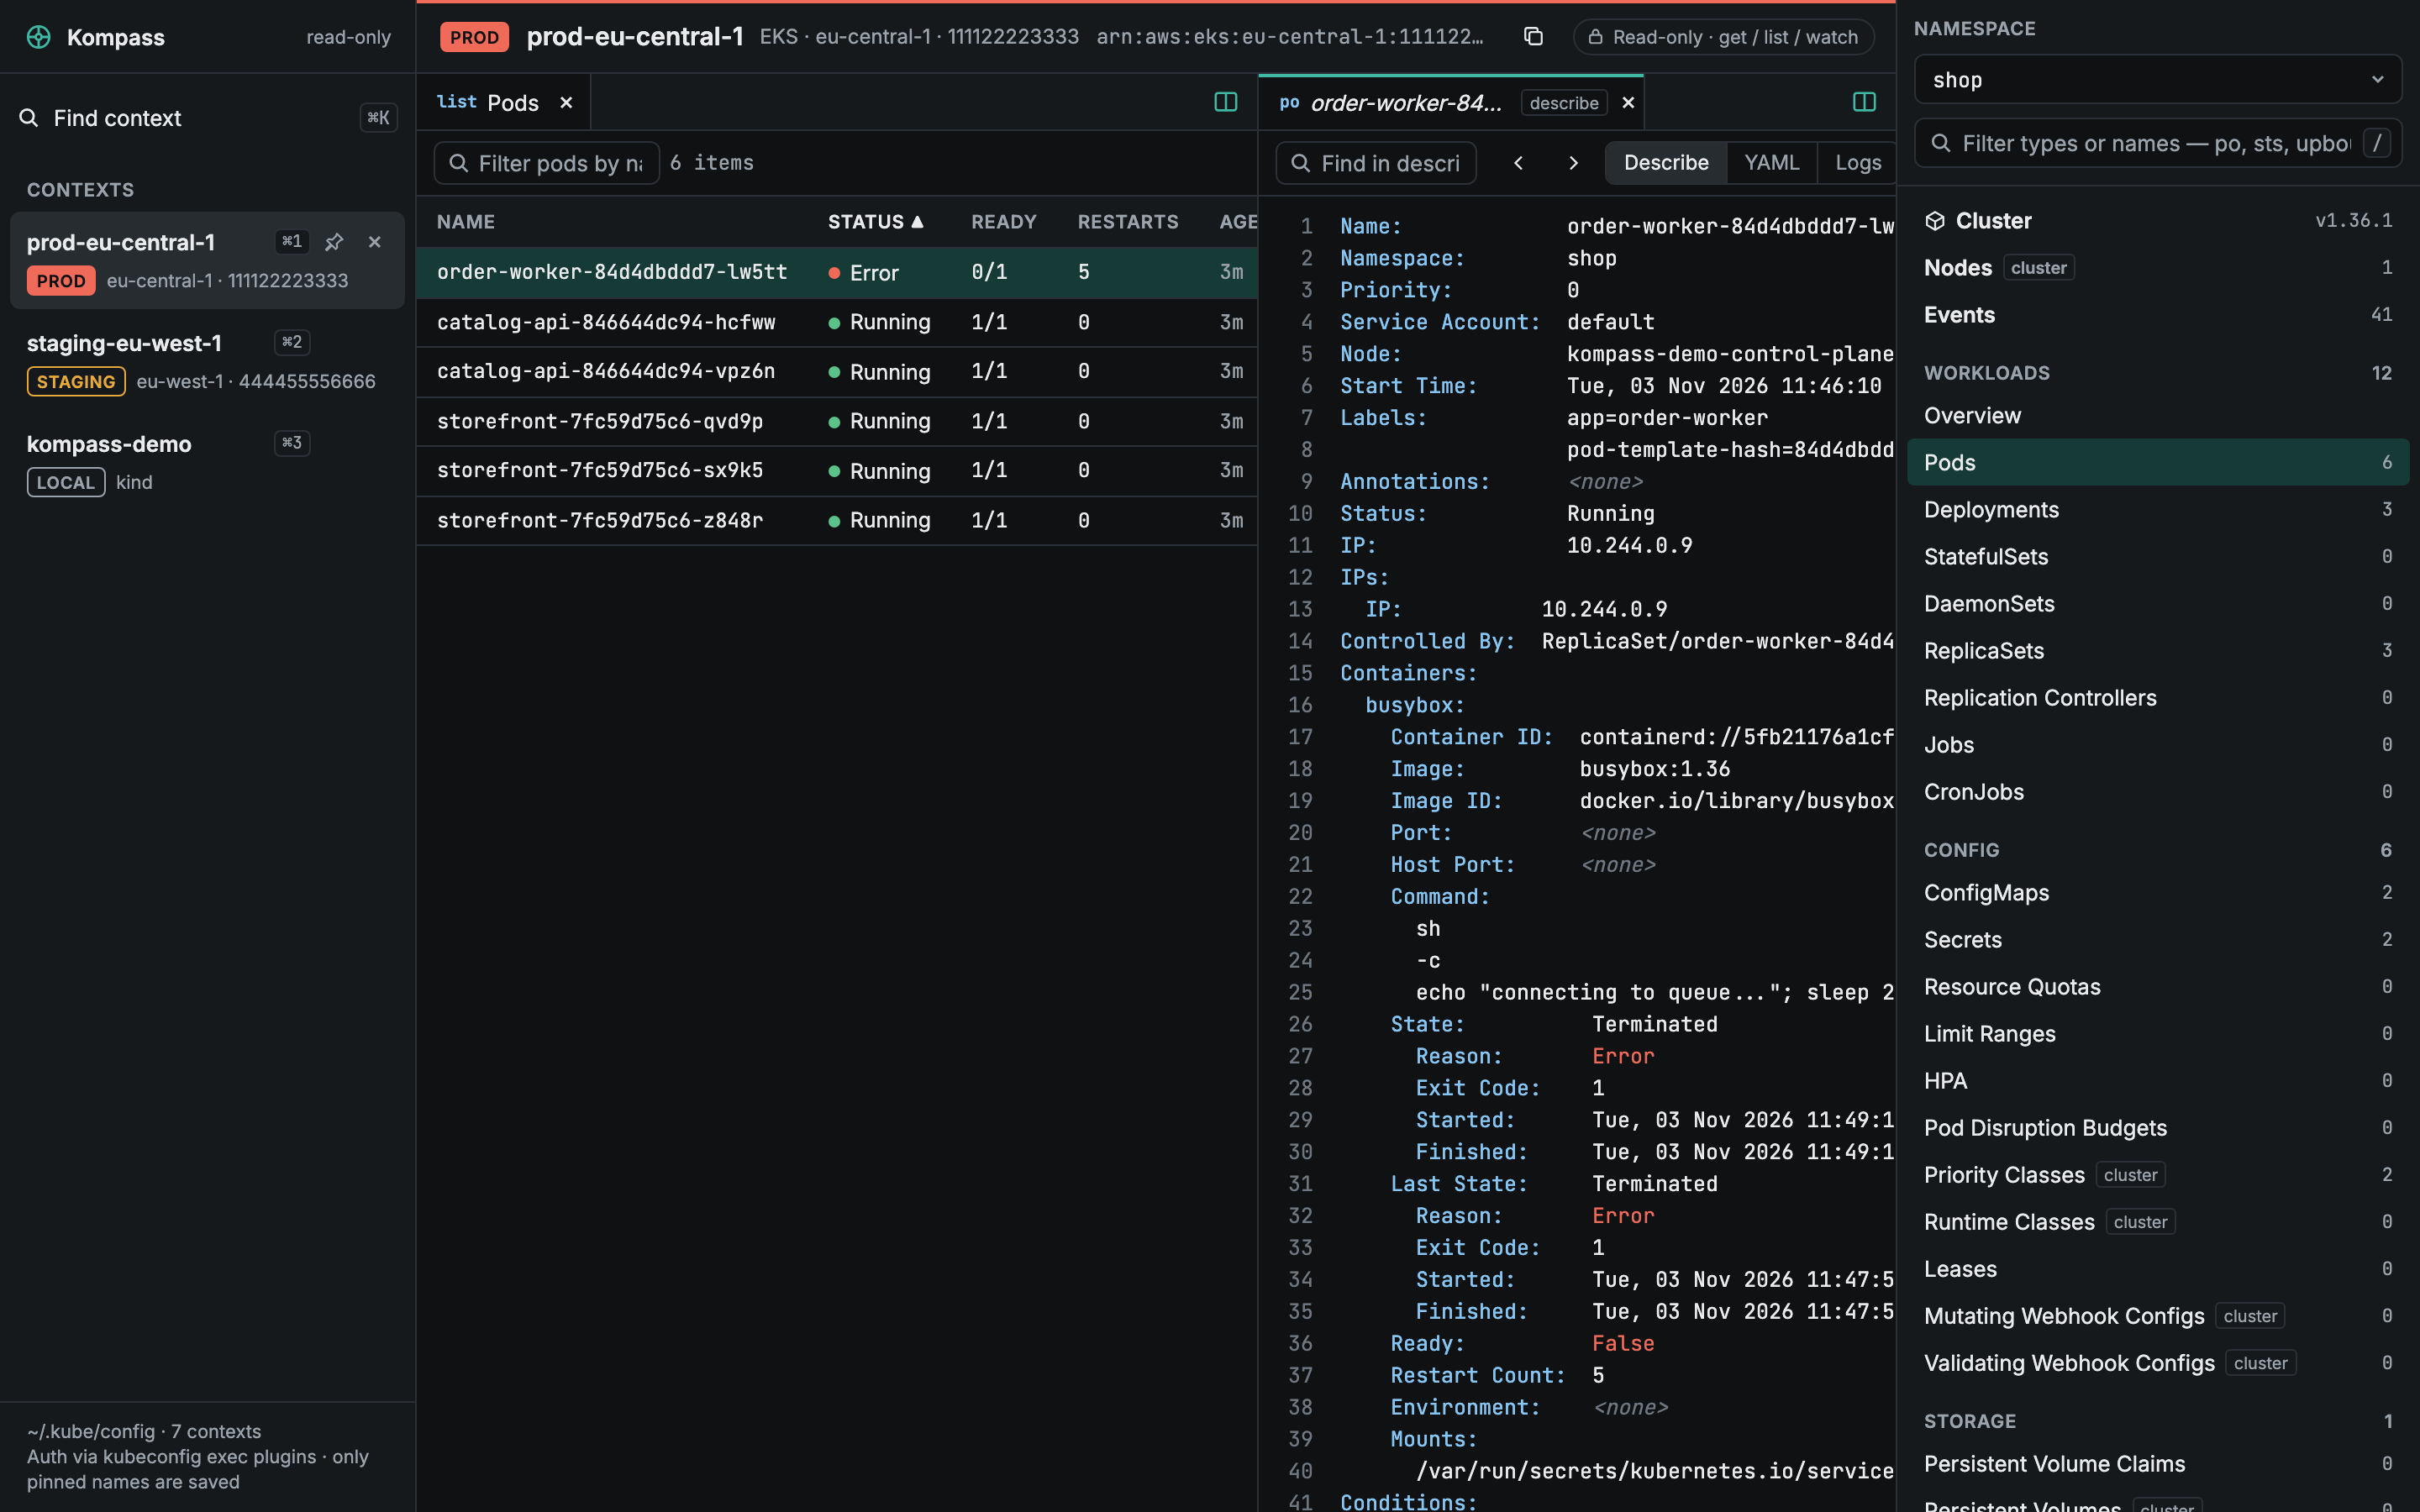 Kompass read-only
Find context ⌘K
CONTEXTS
prod-eu-central-1 ⌘1
PROD eu-central-1 · 111122223333
staging-eu-west-1 ⌘2
STAGING eu-west-1 · 444455556666
kompass-demo ⌘3
LOCAL kind
~/.kube/config · 7 contexts
Auth via kubeconfig exec plugins · only
pinned names are saved
PROD prod-eu-central-1 EKS · eu-central-1 · 111122223333 arn:aws:eks:eu-central-1:111122… Read-only · get / list / watch
list Pods
Filter pods by na 6 items
NAME STATUS ▲ READY RESTARTS AGE
order-worker-84d4dbddd7-lw5tt Error 0/1 5 3m
catalog-api-846644dc94-hcfww Running 1/1 0 3m
catalog-api-846644dc94-vpz6n Running 1/1 0 3m
storefront-7fc59d75c6-qvd9p Running 1/1 0 3m
storefront-7fc59d75c6-sx9k5 Running 1/1 0 3m
storefront-7fc59d75c6-z848r Running 1/1 0 3m
po order-worker-84... describe
Find in descri Describe YAML Logs
1 Name: order-worker-84d4dbddd7-lw
2 Namespace: shop
3 Priority: 0
4 Service Account: default
5 Node: kompass-demo-control-plane
6 Start Time: Tue, 03 Nov 2026 11:46:10
7 Labels: app=order-worker
8 pod-template-hash=84d4dbdd
9 Annotations: <none>
10 Status: Running
11 IP: 10.244.0.9
12 IPs:
13 IP: 10.244.0.9
14 Controlled By: ReplicaSet/order-worker-84d4
15 Containers:
16 busybox:
17 Container ID: containerd://5fb21176a1cf
18 Image: busybox:1.36
19 Image ID: docker.io/library/busybox
20 Port: <none>
21 Host Port: <none>
22 Command:
23 sh
24 -c
25 echo "connecting to queue..."; sleep 2
26 State: Terminated
27 Reason: Error
28 Exit Code: 1
29 Started: Tue, 03 Nov 2026 11:49:1
30 Finished: Tue, 03 Nov 2026 11:49:1
31 Last State: Terminated
32 Reason: Error
33 Exit Code: 1
34 Started: Tue, 03 Nov 2026 11:47:5
35 Finished: Tue, 03 Nov 2026 11:47:5
36 Ready: False
37 Restart Count: 5
38 Environment: <none>
39 Mounts:
40 /var/run/secrets/kubernetes.io/service
41 Conditions:
NAMESPACE
shop
Filter types or names — po, sts, upbou /
Cluster v1.36.1
Nodes cluster 1
Events 41
WORKLOADS 12
Overview
Pods 6
Deployments 3
StatefulSets 0
DaemonSets 0
ReplicaSets 3
Replication Controllers 0
Jobs 0
CronJobs 0
CONFIG 6
ConfigMaps 2
Secrets 2
Resource Quotas 0
Limit Ranges 0
HPA 0
Pod Disruption Budgets 0
Priority Classes cluster 2
Runtime Classes cluster 0
Leases 0
Mutating Webhook Configs cluster 0
Validating Webhook Configs cluster 0
STORAGE 1
Persistent Volume Claims 0
Persistent Volumes cluster 0